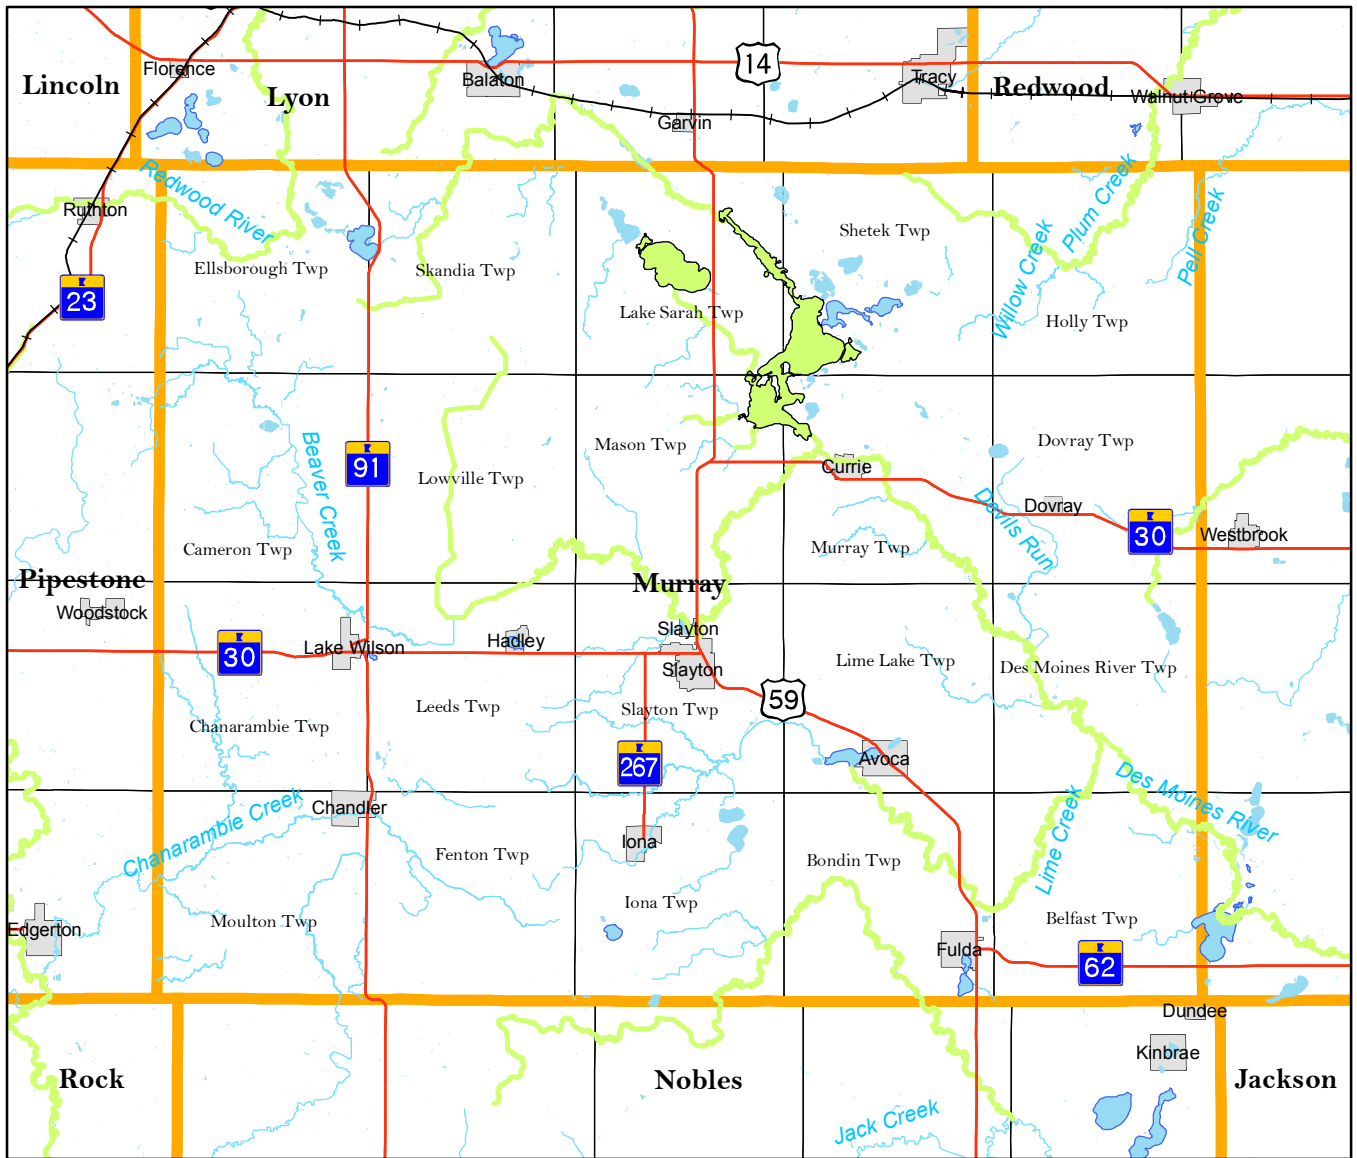 14
Lincoln
Florence
Lyon
Balaton
Tracy
Redwood
Walnut Grove
Garvin
Redwood River
Ruthton
Plum Creek
Pell Creek
Willow Creek
Shetek Twp
Ellsborough Twp
Skandia Twp
23
Lake Sarah Twp
Holly Twp
Beaver Creek
91
Mason Twp
Dovray Twp
Lowville Twp
Currie
Devils Run
Dovray
30
Westbrook
Cameron Twp
Murray Twp
Pipestone
Murray
Woodstock
Slayton
30
Lake Wilson
Hadley
Slayton
Lime Lake Twp
Des Moines River Twp
Leeds Twp
Slayton Twp
59
Chanarambie Twp
267
Avoca
Des Moines River
Chandler
Chanarambie Creek
Iona
Lime Creek
Fenton Twp
Bondin Twp
Iona Twp
Moulton Twp
Belfast Twp
Edgerton
Fulda
62
Dundee
Kinbrae
Rock
Nobles
Jackson
Jack Creek